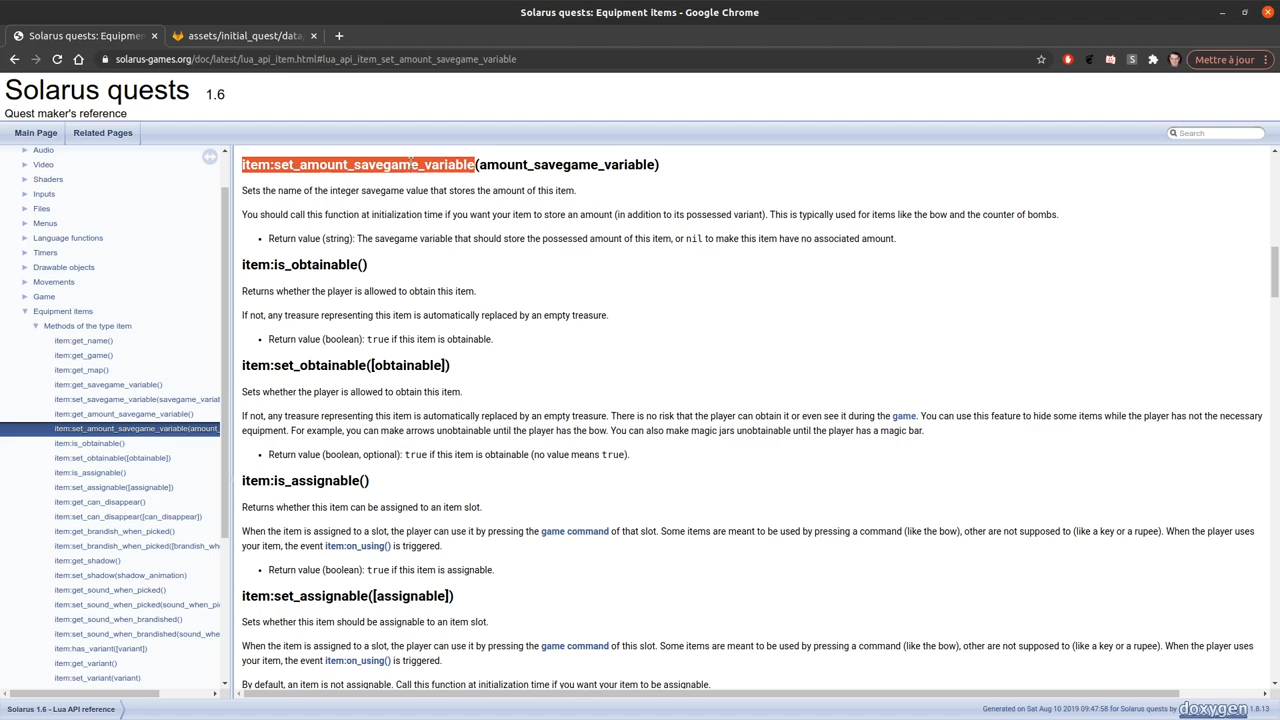 Solarus quests: Equipment items - Google Chrome
Solarus quests: Equipmen
assets/initial_quest/data
solarus-games.org/doc/latest/lua_api_item.html#lua_api_item_set_amount_savegame_variable
Mettre à jour
Solarus quests 1.6
Quest maker's reference
Main Page
Related Pages
Search
Audio
Video
Shaders
Inputs
Files
Menus
Language functions
Timers
Drawable objects
Movements
Game
Equipment items
Methods of the type item
item:get_name()
item:get_game()
item:get_map()
item:get_savegame_variable()
item:set_savegame_variable(savegame_variat
item:get_amount_savegame_variable()
item:set_amount_savegame_variable(amount_
item:is_obtainable()
item:set_obtainable([obtainable])
item:is_assignable()
item:set_assignable([assignable])
item:get_can_disappear()
item:set_can_disappear([can_disappear])
item:get_brandish_when_picked()
item:set_brandish_when_picked([brandish_wh
item:get_shadow()
item:set_shadow(shadow_animation)
item:get_sound_when_picked()
item:set_sound_when_picked(sound_when_pi
item:get_sound_when_brandished()
item:set_sound_when_brandished(sound_whe
item:has_variant([variant])
item:get_variant()
item:set_variant(variant)
item:set_amount_savegame_variable(amount_savegame_variable)
Sets the name of the integer savegame value that stores the amount of this item.
You should call this function at initialization time if you want your item to store an amount (in addition to its possessed variant). This is typically used for items like the bow and the counter of bombs.
• Return value (string): The savegame variable that should store the possessed amount of this item, or nil to make this item have no associated amount.
item:is_obtainable()
Returns whether the player is allowed to obtain this item.
If not, any treasure representing this item is automatically replaced by an empty treasure.
• Return value (boolean): true if this item is obtainable.
item:set_obtainable([obtainable])
Sets whether the player is allowed to obtain this item.
If not, any treasure representing this item is automatically replaced by an empty treasure. There is no risk that the player can obtain it or even see it during the game. You can use this feature to hide some items while the player has not the necessary
equipment. For example, you can make arrows unobtainable until the player has the bow. You can also make magic jars unobtainable until the player has a magic bar.
• Return value (boolean, optional): true if this item is obtainable (no value means true).
item:is_assignable()
Returns whether this item can be assigned to an item slot.
When the item is assigned to a slot, the player can use it by pressing the game command of that slot. Some items are meant to be used by pressing a command (like the bow), other are not supposed to (like a key or a rupee). When the player uses
your item, the event item:on_using() is triggered.
• Return value (boolean): true if this item is assignable.
item:set_assignable([assignable])
Sets whether this item should be assignable to an item slot.
When the item is assigned to a slot, the player can use it by pressing the game command of this slot. Some items are meant to be used by pressing a command (like the bow), other are not supposed to (like a key or a rupee). When the player uses
your item, the event item:on_using() is triggered.
By default, an item is not assignable. Call this function at initialization time if you want your item to be assignable.
Solarus 1.6 - Lua API reference
Generated on Sat Aug 10 2019 09:47:58 for Solarus quests by doxygen 1.8.13